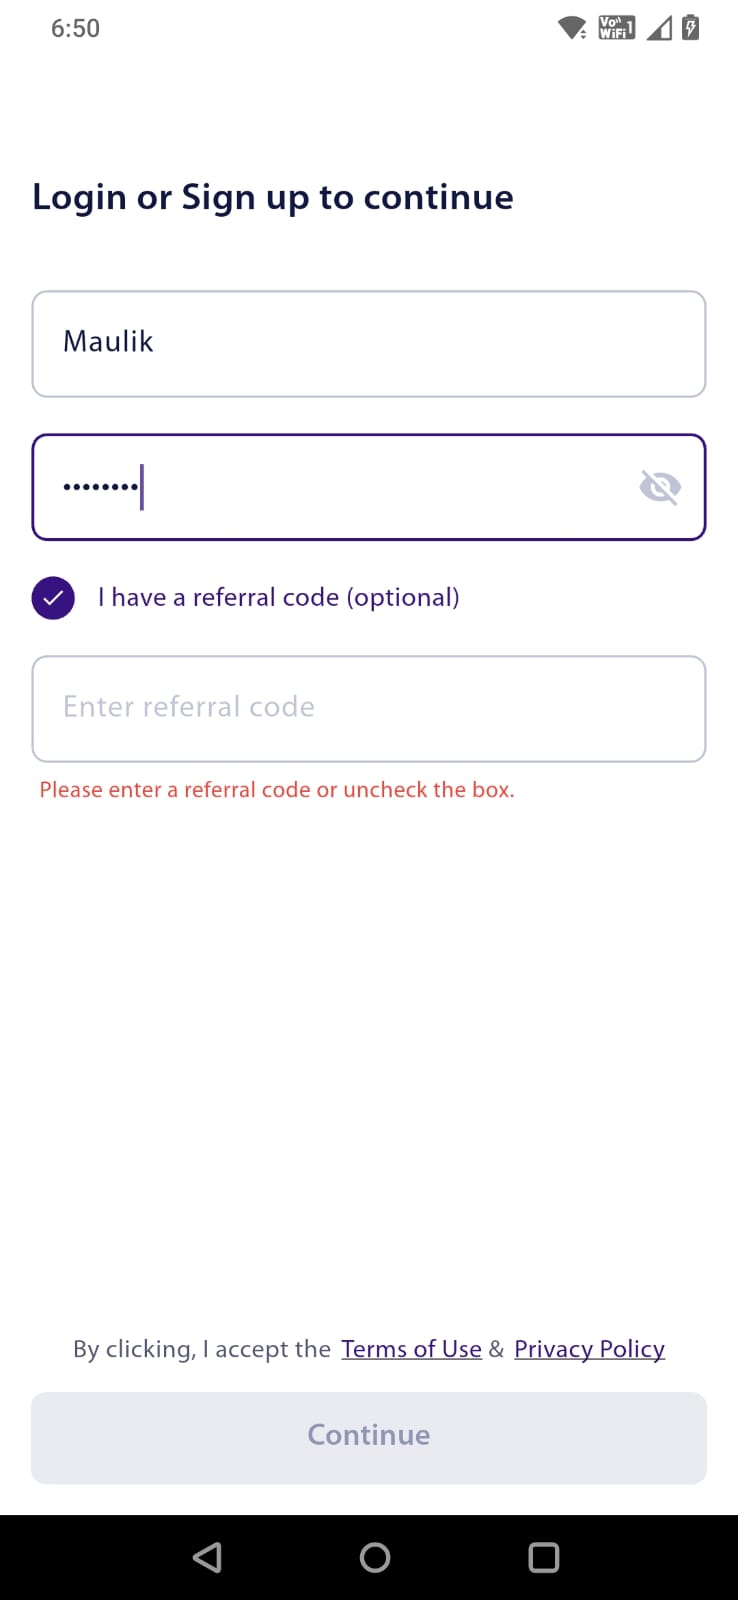 6:50
Vo)) WiFi 1
Login or Sign up to continue
Maulik
••••••••
I have a referral code (optional)
Enter referral code
Please enter a referral code or uncheck the box.
By clicking, I accept the Terms of Use & Privacy Policy
Continue